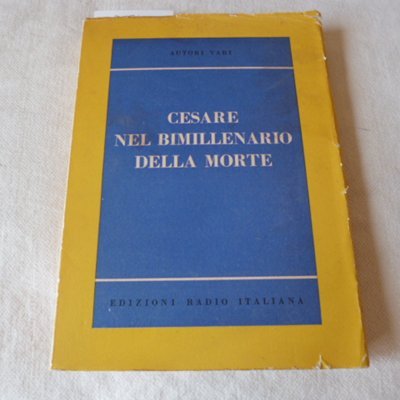 AUTORI VARI
CESARE
NEL BIMILLENARIO
DELLA MORTE
EDIZIONI RADIO ITALIANA